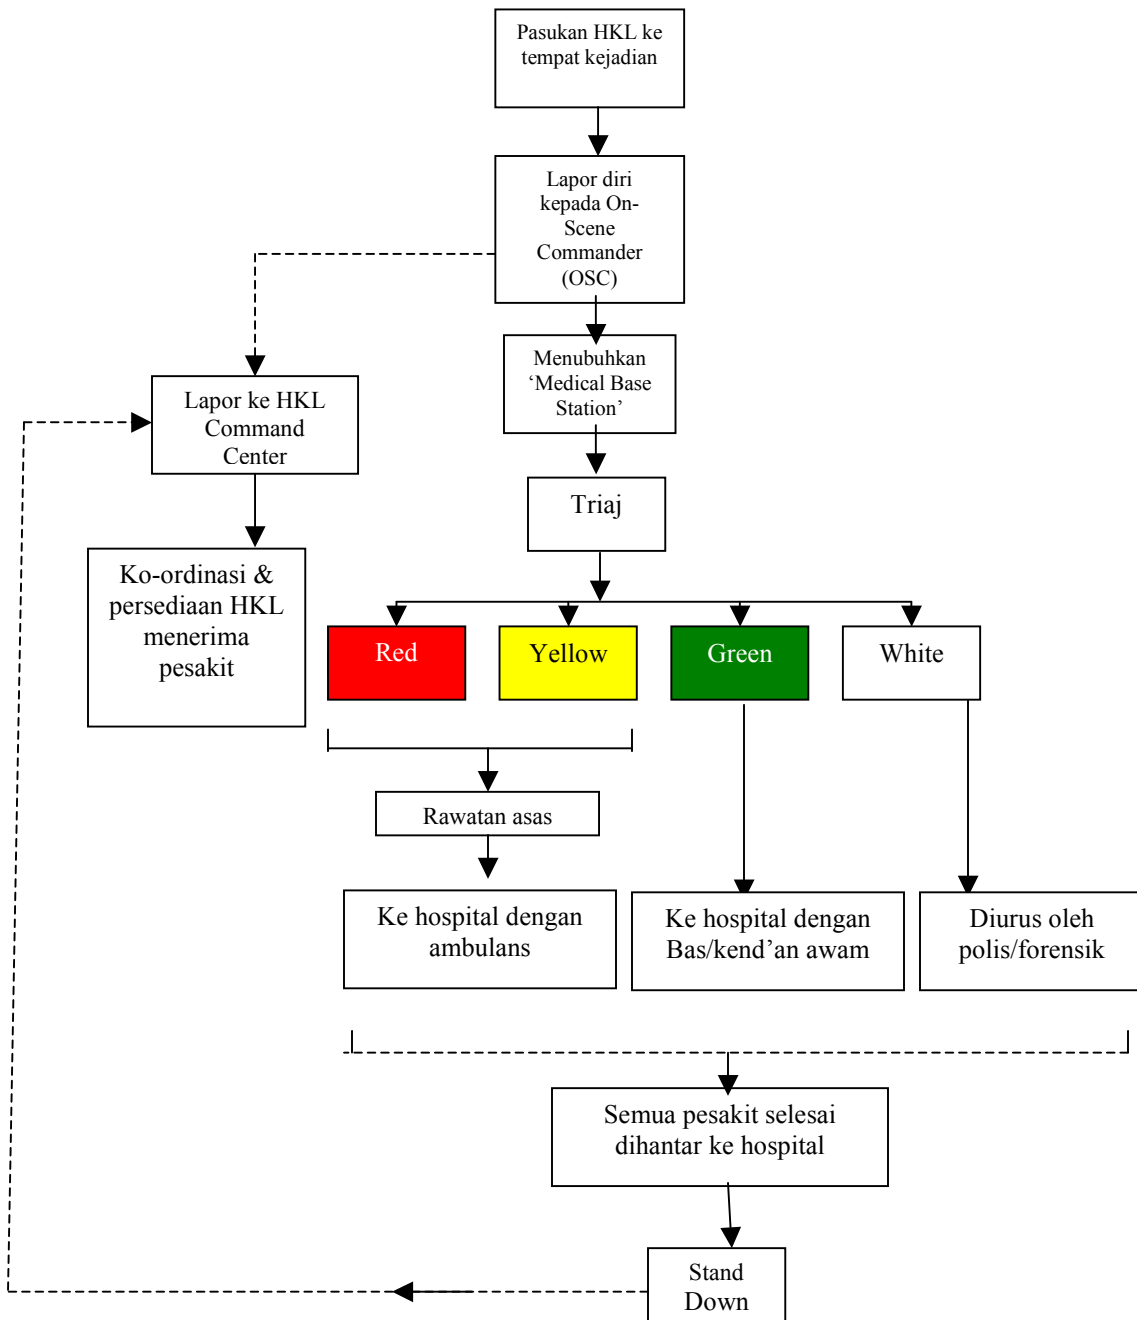 Pasukan HKL ke
tempat kejadian
Lapor diri
kepada On-
Scene
Commander
(OSC)
Menubuhkan
‘Medical Base
Station’
Lapor ke HKL
Command
Center
Triaj
Ko-ordinasi &
persediaan HKL
menerima
pesakit
Red
Yellow
Green
White
Rawatan asas
Ke hospital dengan
ambulans
Ke hospital dengan
Bas/kend’an awam
Diurus oleh
polis/forensik
Semua pesakit selesai
dihantar ke hospital
Stand
Down